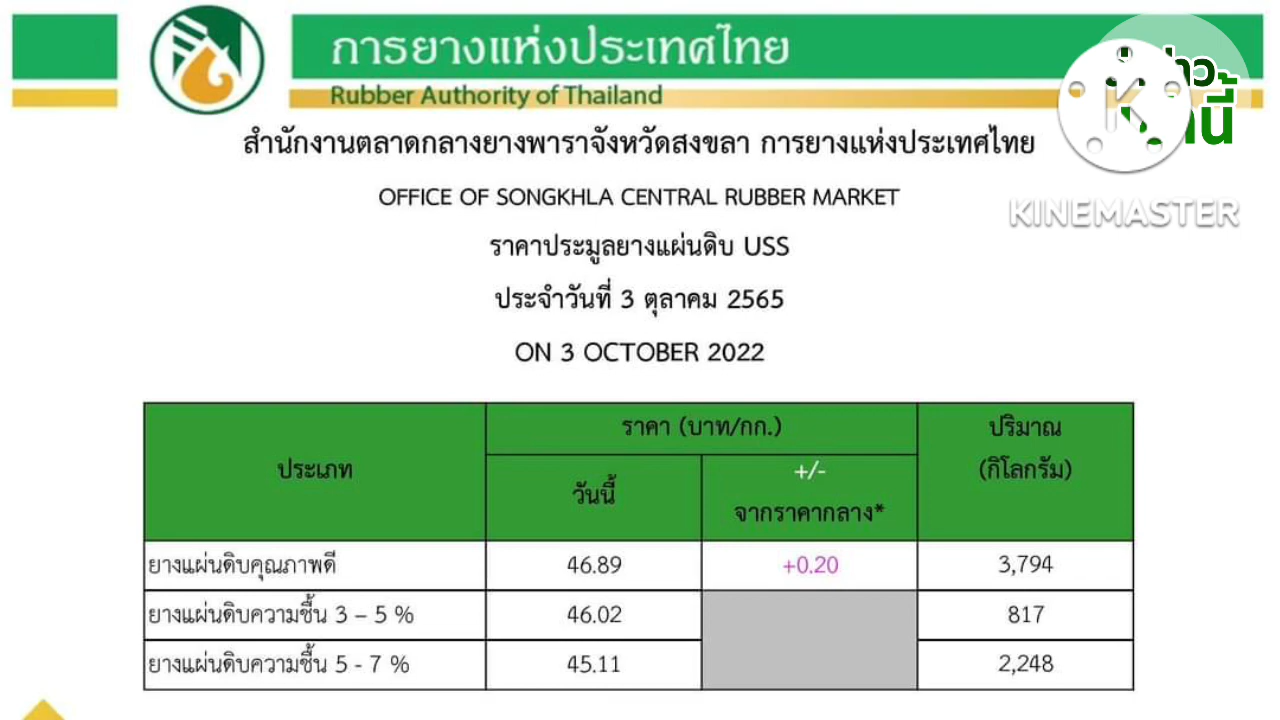 การยางแห่งประเทศไทย
Rubber Authority of Thailand
สำนักงานตลาดกลางยางพาราจังหวัดสงขลา การยางแห่งประเทศไทย
OFFICE OF SONGKHLA CENTRAL RUBBER MARKET
KINEMASTER
ราคาประมูลยางแผ่นดิบ USS
ประจำวันที่ 3 ตุลาคม 2565
ON 3 OCTOBER 2022
ประเภท ราคา (บาท/กก.) ปริมาณ
(กิโลกรัม)
วันนี้ +/-
จากราคากลาง*
ยางแผ่นดิบคุณภาพดี 46.89 +0.20 3,794
ยางแผ่นดิบความชื้น 3 – 5 % 46.02 817
ยางแผ่นดิบความชื้น 5 - 7 % 45.11 2,248